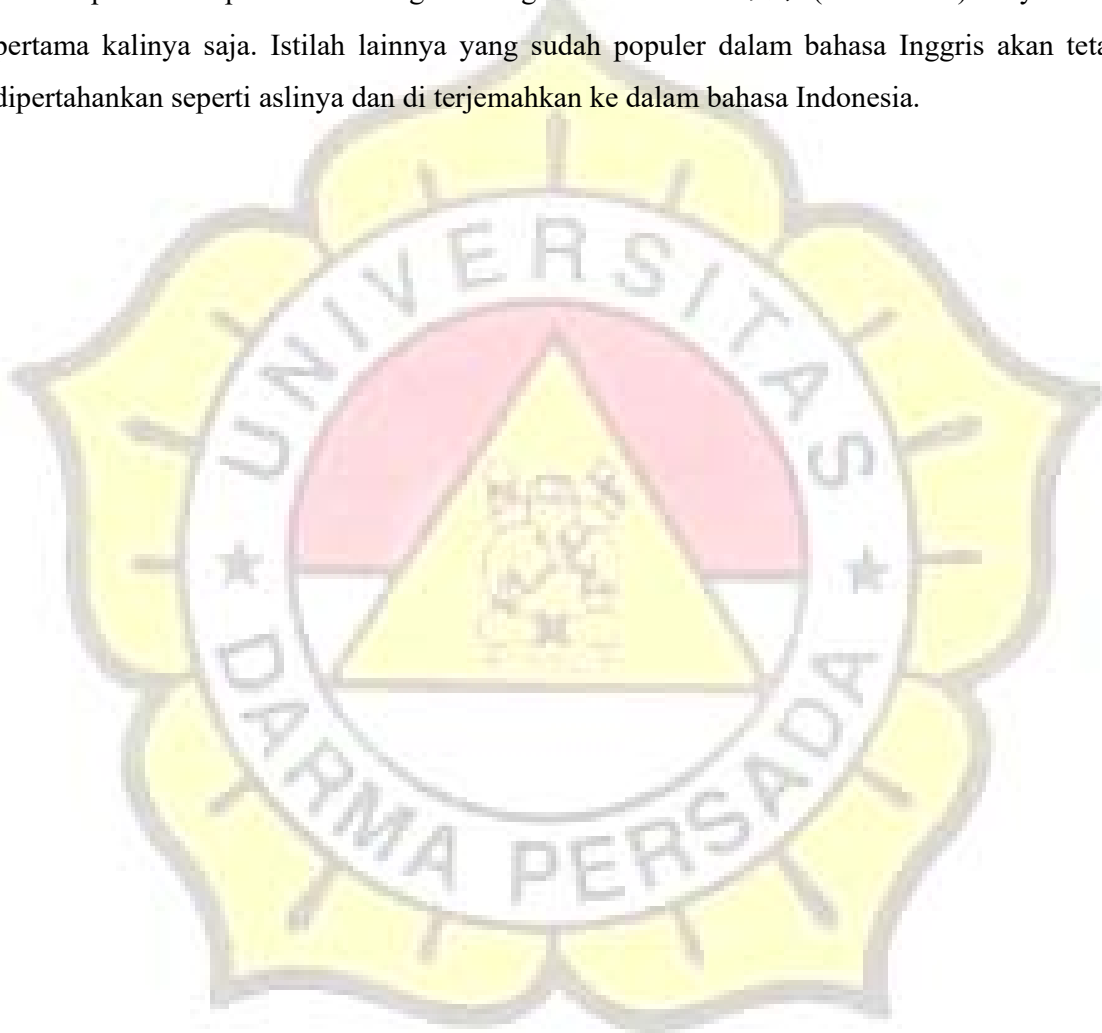 pertama kalinya saja. Istilah lainnya yang sudah populer dalam bahasa Inggris akan teta
dipertahankan seperti aslinya dan di terjemahkan ke dalam bahasa Indonesia.
UNIVERSITAS
DARMA PERSADA